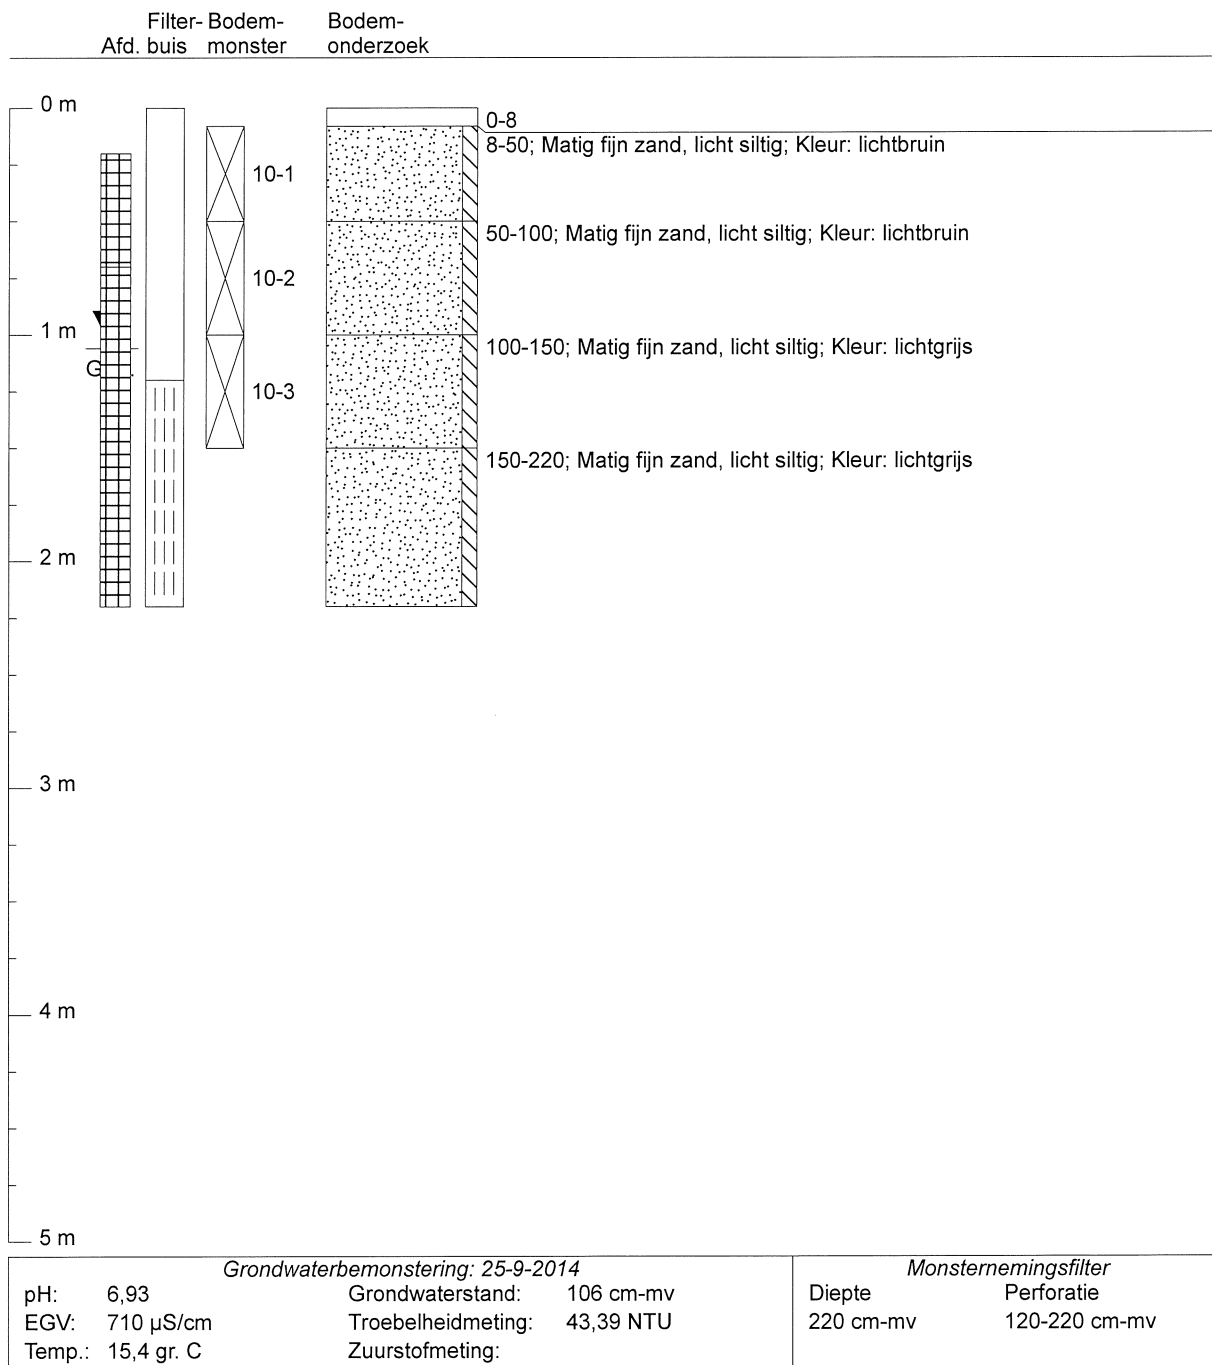 Filter- Bodem- Bodem-
Afd. buis monster onderzoek
0 m
0-8
8-50; Matig fijn zand, licht siltig; Kleur: lichtbruin
10-1
50-100; Matig fijn zand, licht siltig; Kleur: lichtbruin
10-2
1 m
100-150; Matig fijn zand, licht siltig; Kleur: lichtgrijs
10-3
150-220; Matig fijn zand, licht siltig; Kleur: lichtgrijs
2 m
3 m
4 m
5 m
Grondwaterbemonstering: 25-9-2014 Monsternemingsfilter
pH: 6,93 Grondwaterstand: 106 cm-mv Diepte Perforatie
EGV: 710 µS/cm Troebelheidmeting: 43,39 NTU 220 cm-mv 120-220 cm-mv
Temp.: 15,4 gr. C Zuurstofmeting: